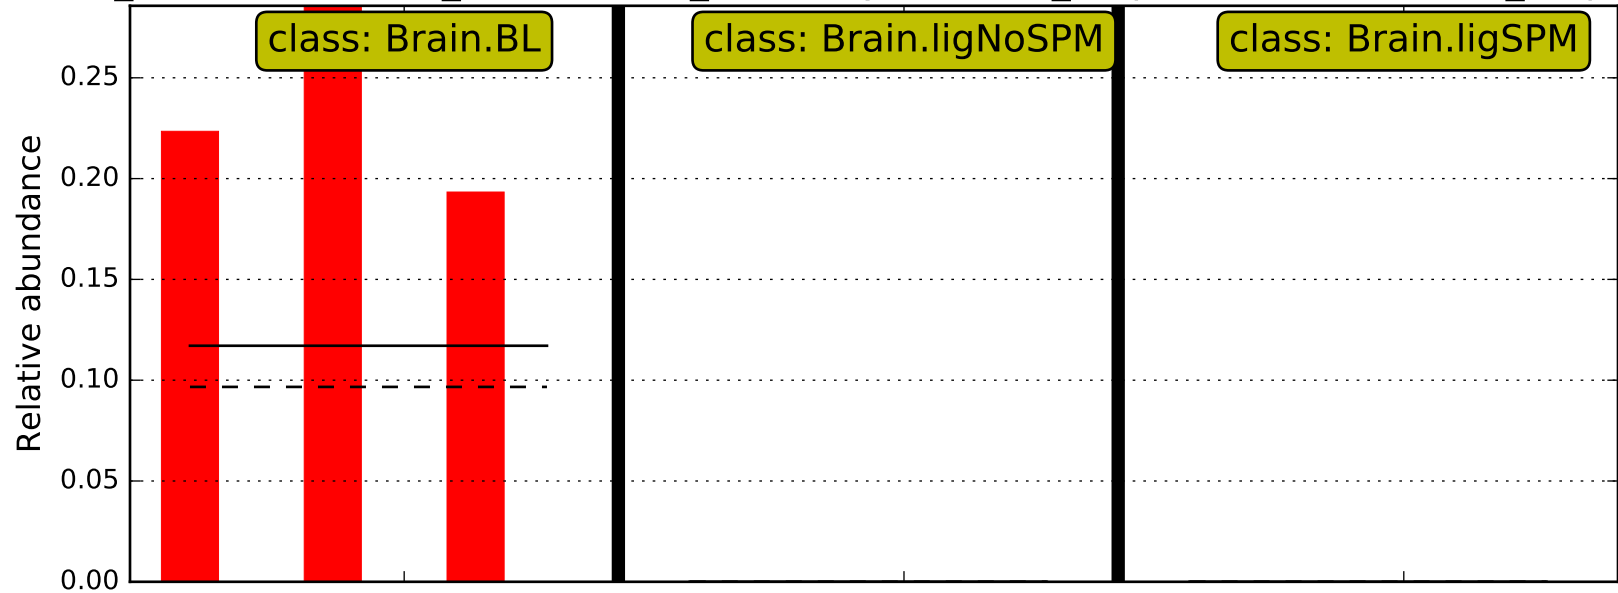 class: Brain.BL
class: Brain.ligNoSPM
class: Brain.ligSPM
0.25
0.20
0.15
0.10
0.05
0.00
Relative abundance